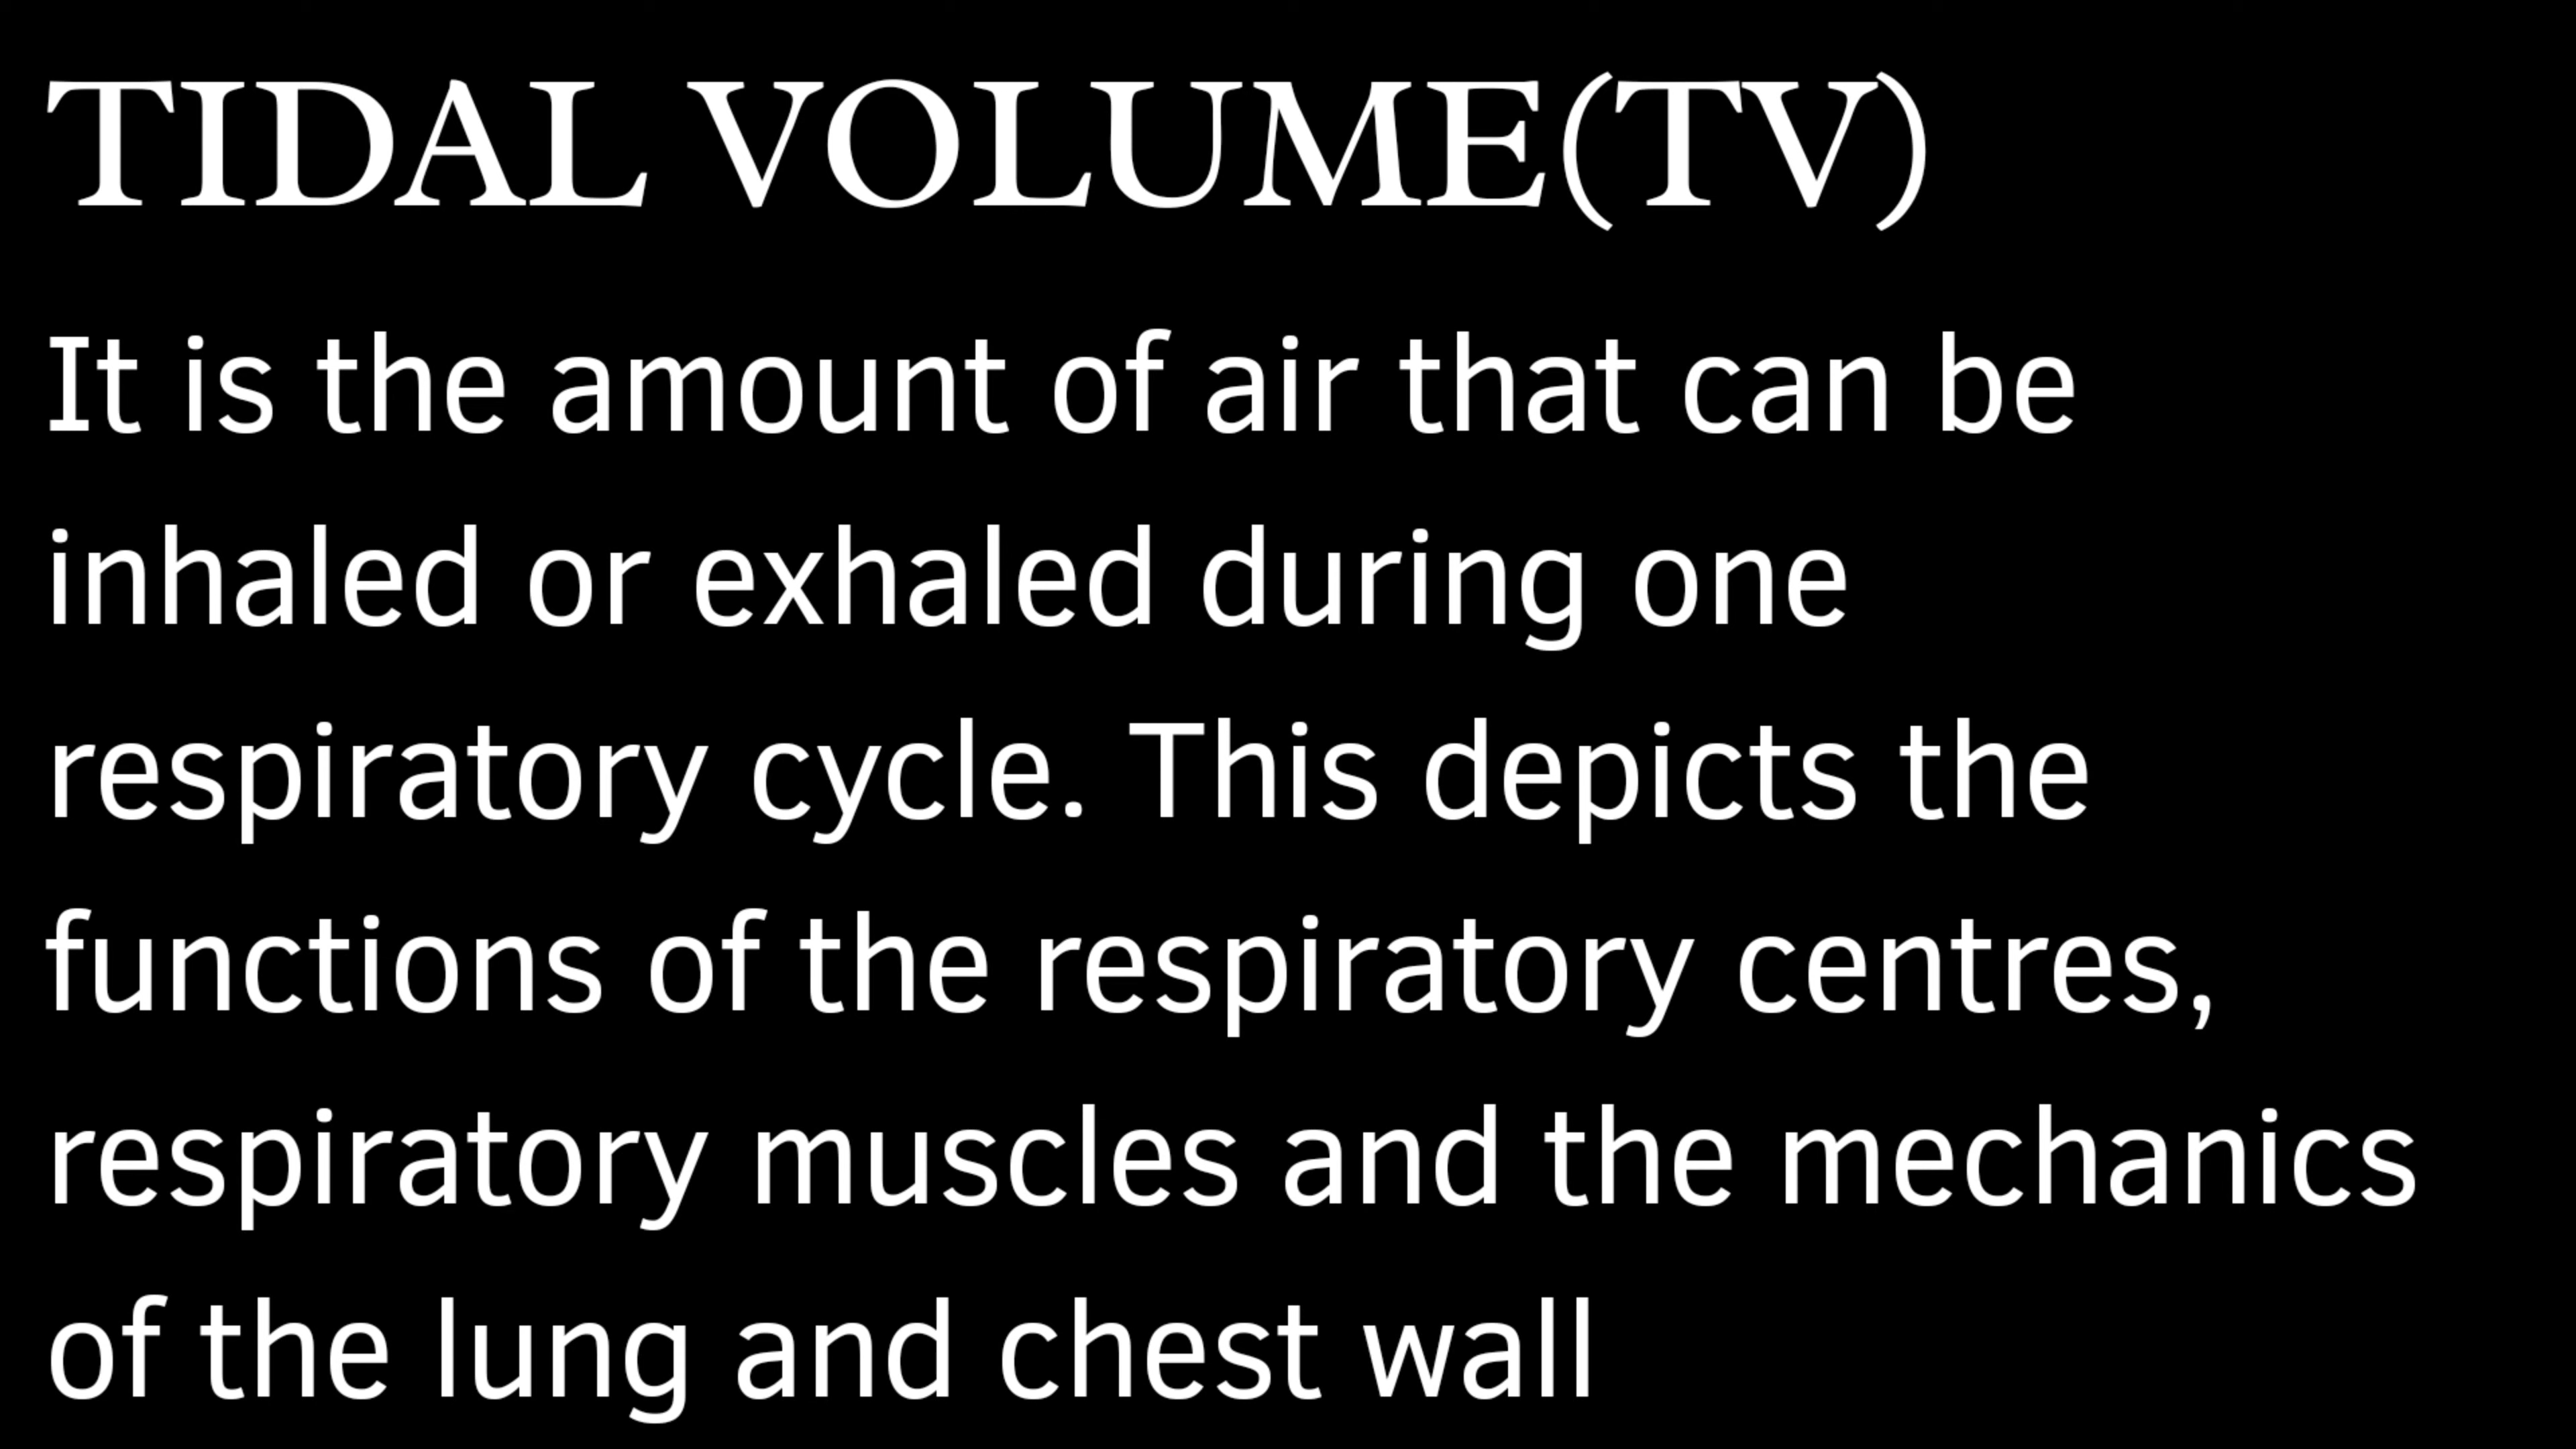 TIDAL VOLUME(TV)
It is the amount of air that can be
inhaled or exhaled during one
respiratory cycle. This depicts the
functions of the respiratory centres,
respiratory muscles and the mechanics
of the lung and chest wall